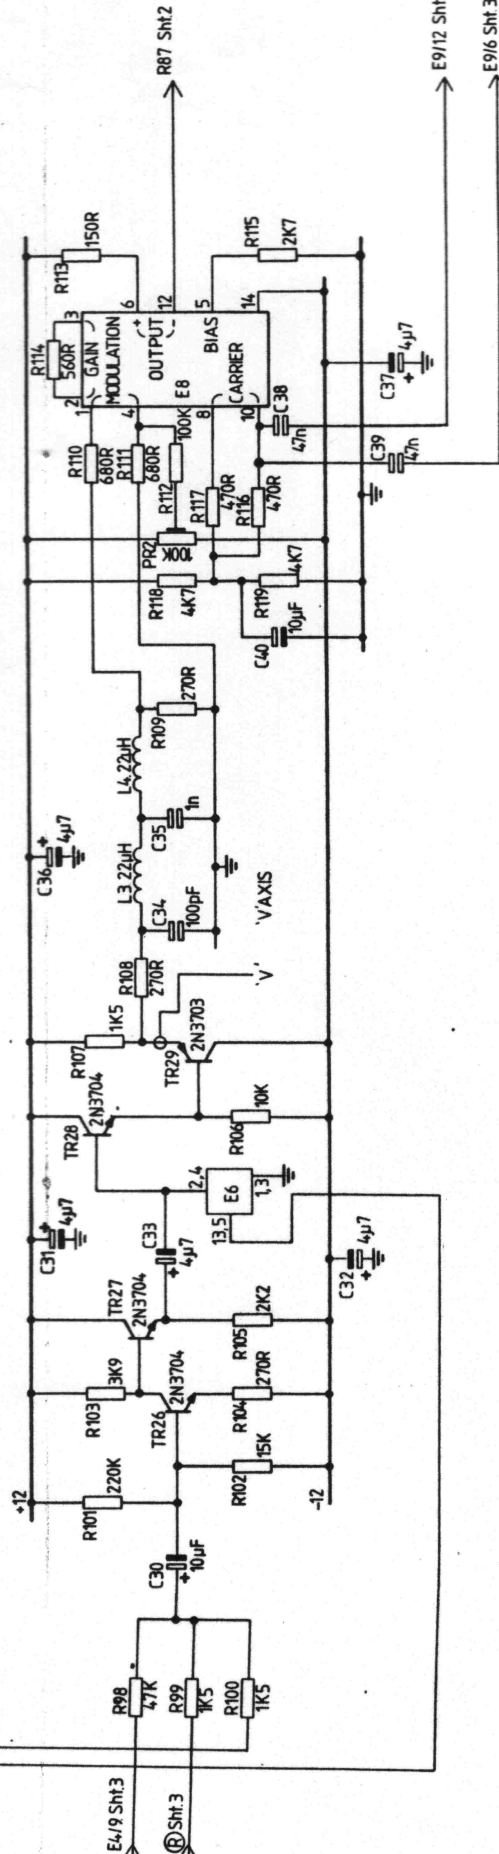 R87 Sht.2
E9/12 Sht
E9/6 Sht.3
R113
150R
R115
2K7
3
6
12
5
14
R114
560R
GAIN
MODULATION
+
OUTPUT
-
BIAS
E8
CARRIER
2
1
4
8
10
C38
47n
C37
4µ7
+
C39
47n
R110
680R
R111
680R
R112
100K
R117
470R
R116
470R
PR2
100K
R118
4K7
R119
4K7
C40
10µF
R109
270R
L4.22µH
C35
1n
C36
+
4µ7
L3 22µH
C34
100pF
'V' AXIS
R108
270R
'V'
R107
1K5
TR29
2N3703
TR28
2N3704
R106
10K
2,4
E6
1,3
13,5
C31
+
4µ7
C33
4µ7
+
C32
4µ7
+
TR27
2N3704
R105
2K2
R103
3K9
TR26
2N3704
R104
270R
R102
15K
+12
-12
R101
220K
C30
+
10µF
R98
47K
R99
1K5
R100
1K5
E4/9 Sht.3
R Sht.3